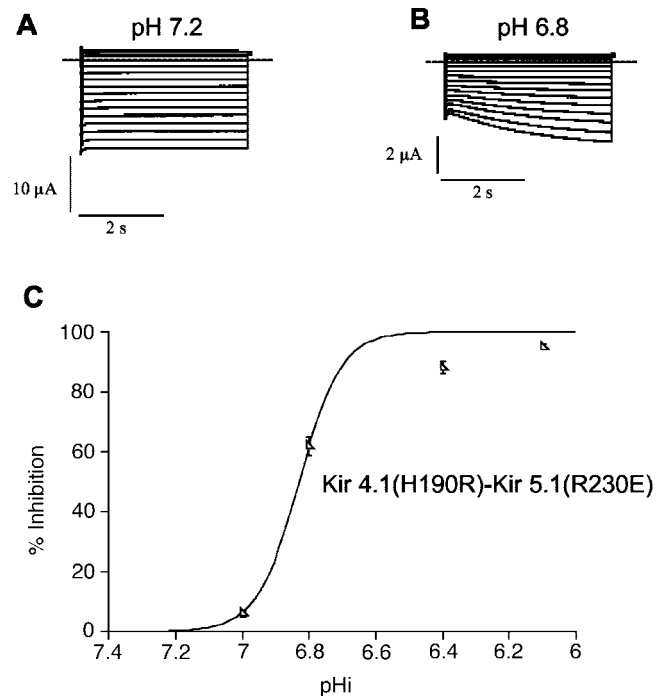 A
pH 7.2
10 µA
2 s
B
pH 6.8
2 µA
2 s
C
% Inhibition
100
80
60
40
20
0
Kir 4.1(H190R)-Kir 5.1(R230E)
7.4 7.2 7 6.8 6.6 6.4 6.2 6
pHi